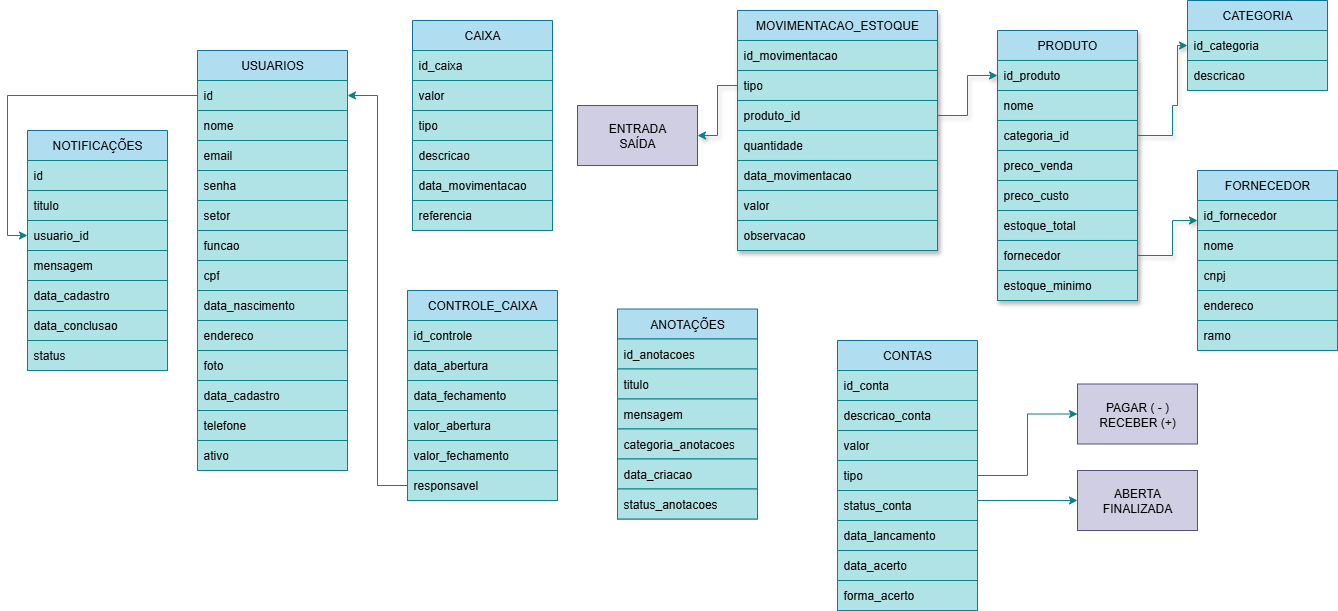 USUARIOS
id
nome
email
senha
setor
funcao
cpf
data_nascimento
endereco
foto
data_cadastro
telefone
ativo
NOTIFICAÇÕES
id
titulo
usuario_id
mensagem
data_cadastro
data_conclusao
status
CAIXA
id_caixa
valor
tipo
descricao
data_movimentacao
referencia
CONTROLE_CAIXA
id_controle
data_abertura
data_fechamento
valor_abertura
valor_fechamento
responsavel
ENTRADA
SAÍDA
MOVIMENTACAO_ESTOQUE
id_movimentacao
tipo
produto_id
quantidade
data_movimentacao
valor
observacao
PRODUTO
id_produto
nome
categoria_id
preco_venda
preco_custo
estoque_total
fornecedor
estoque_minimo
CATEGORIA
id_categoria
descricao
FORNECEDOR
id_fornecedor
nome
cnpj
endereco
ramo
ANOTAÇÕES
id_anotacoes
titulo
mensagem
categoria_anotacoes
data_criacao
status_anotacoes
CONTAS
id_conta
descricao_conta
valor
tipo
status_conta
data_lancamento
data_acerto
forma_acerto
PAGAR ( - )
RECEBER (+)
ABERTA
FINALIZADA